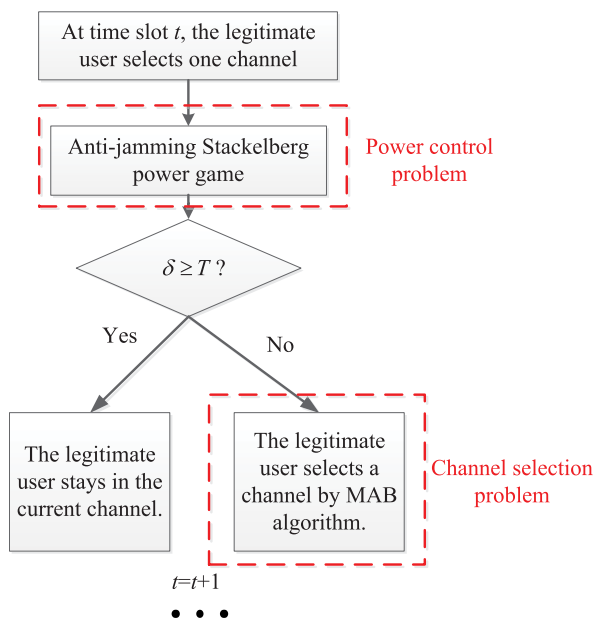 At time slot t, the legitimate
user selects one channel
Anti-jamming Stackelberg
power game
Power control
problem
δ ≥ T ?
Yes
No
The legitimate
user stays in the
current channel.
The legitimate
user selects a
channel by MAB
algorithm.
Channel selection
problem
t=t+1
• • •